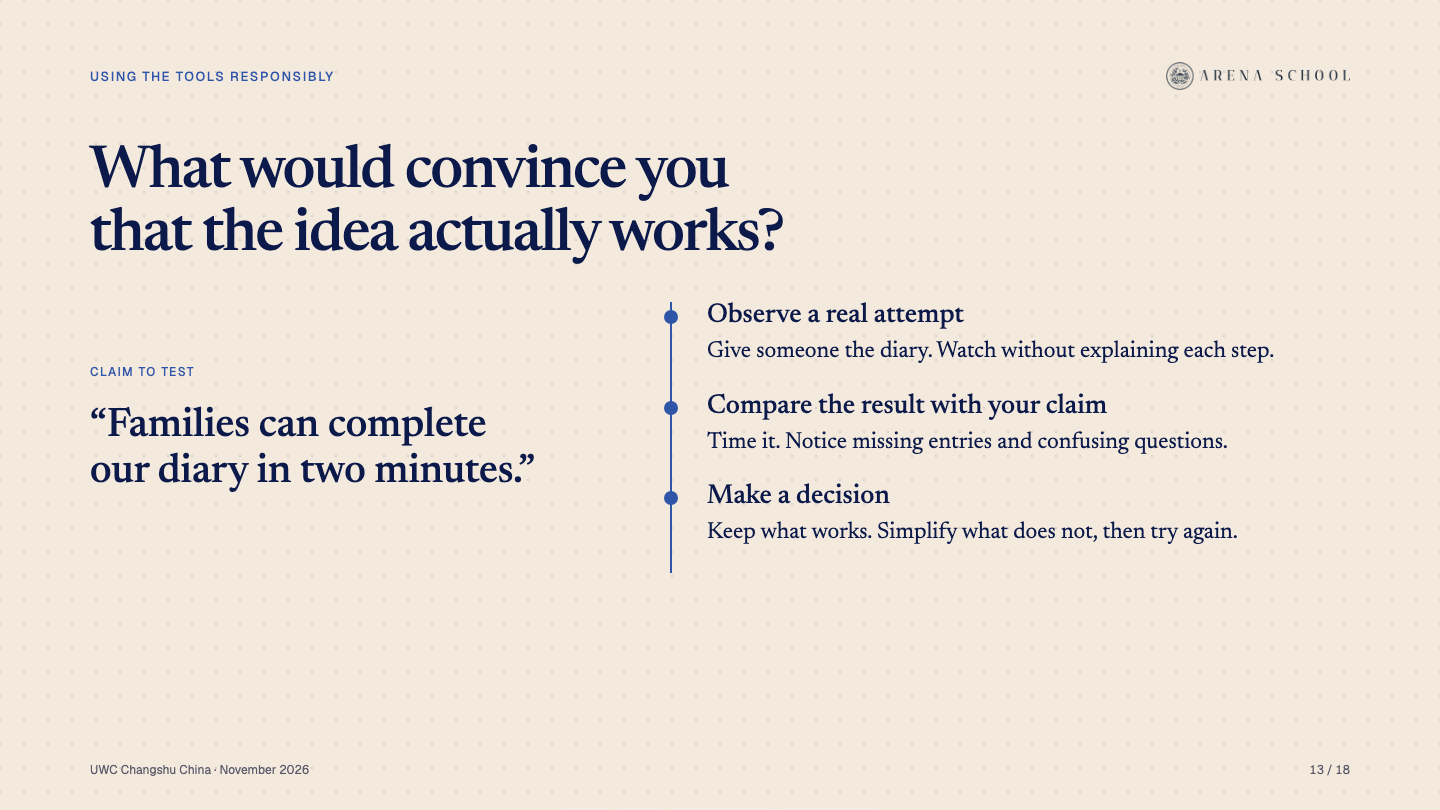 USING THE TOOLS RESPONSIBLY
ARENA SCHOOL
What would convince you
that the idea actually works?
CLAIM TO TEST
“Families can complete
our diary in two minutes.”
Observe a real attempt
Give someone the diary. Watch without explaining each step.
Compare the result with your claim
Time it. Notice missing entries and confusing questions.
Make a decision
Keep what works. Simplify what does not, then try again.
UWC Changshu China · November 2026
13 / 18